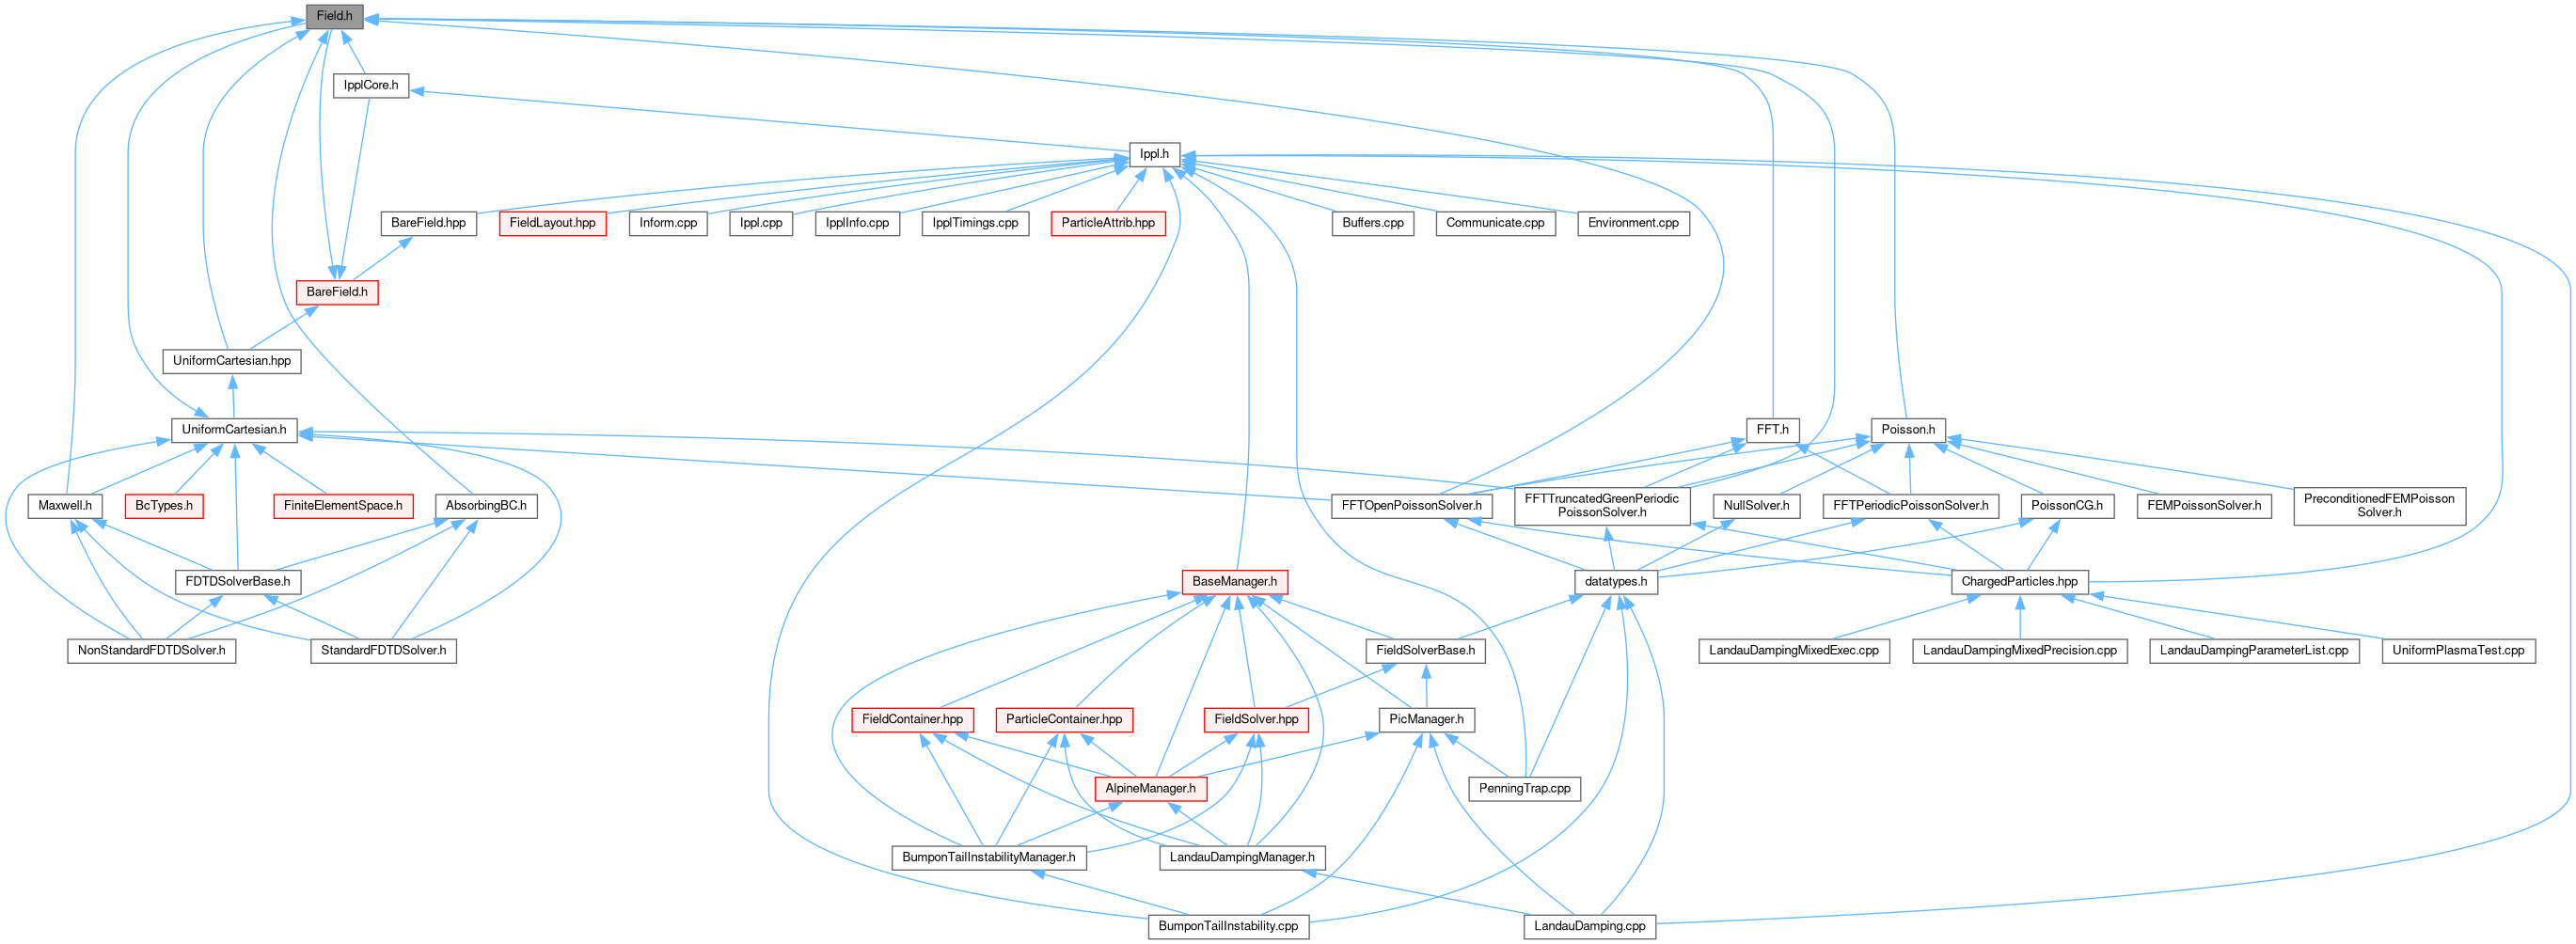 Field.h
IpplCore.h
Ippl.h
BareField.hpp
FieldLayout.hpp
Inform.cpp
Ippl.cpp
IpplInfo.cpp
IpplTimings.cpp
ParticleAttrib.hpp
Buffers.cpp
Communicate.cpp
Environment.cpp
BareField.h
UniformCartesian.hpp
UniformCartesian.h
FFT.h
Poisson.h
Maxwell.h
BcTypes.h
FiniteElementSpace.h
AbsorbingBC.h
FFTOpenPoissonSolver.h
FFTTruncatedGreenPeriodic
PoissonSolver.h
NullSolver.h
FFTPeriodicPoissonSolver.h
PoissonCG.h
FEMPoissonSolver.h
PreconditionedFEMPoisson
Solver.h
FDTDSolverBase.h
BaseManager.h
datatypes.h
ChargedParticles.hpp
NonStandardFDTDSolver.h
StandardFDTDSolver.h
FieldSolverBase.h
LandauDampingMixedExec.cpp
LandauDampingMixedPrecision.cpp
LandauDampingParameterList.cpp
UniformPlasmaTest.cpp
FieldContainer.hpp
ParticleContainer.hpp
FieldSolver.hpp
PicManager.h
AlpineManager.h
PenningTrap.cpp
BumponTailInstabilityManager.h
LandauDampingManager.h
BumponTailInstability.cpp
LandauDamping.cpp